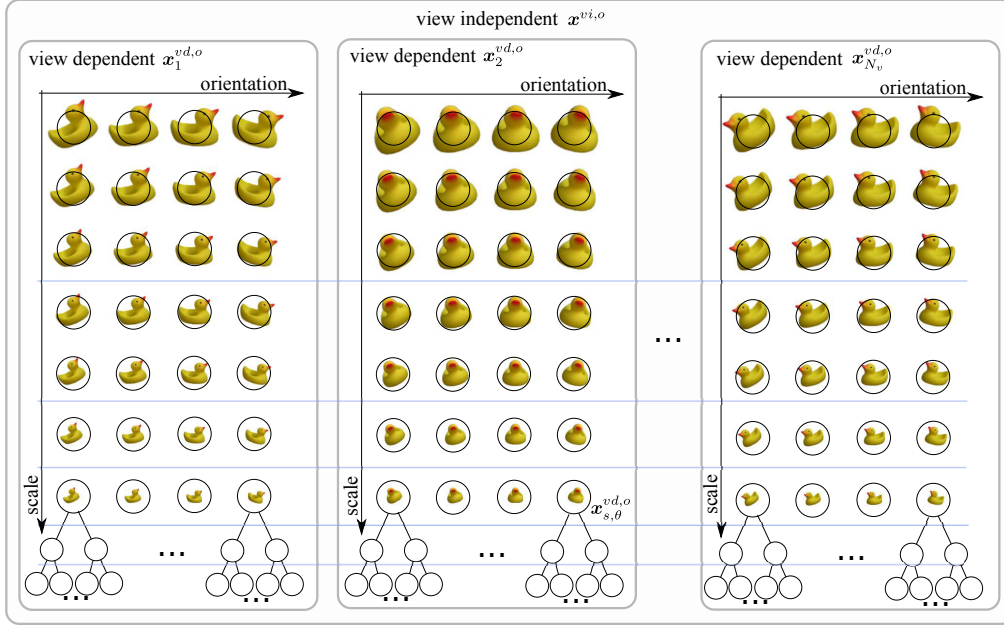 view independent x^{vi,o}
view dependent x_1^{vd,o}
orientation
scale
...
...
...
view dependent x_2^{vd,o}
orientation
scale
x_{s,θ}^{vd,o}
...
...
...
...
view dependent x_{N_v}^{vd,o}
orientation
scale
...
...
...